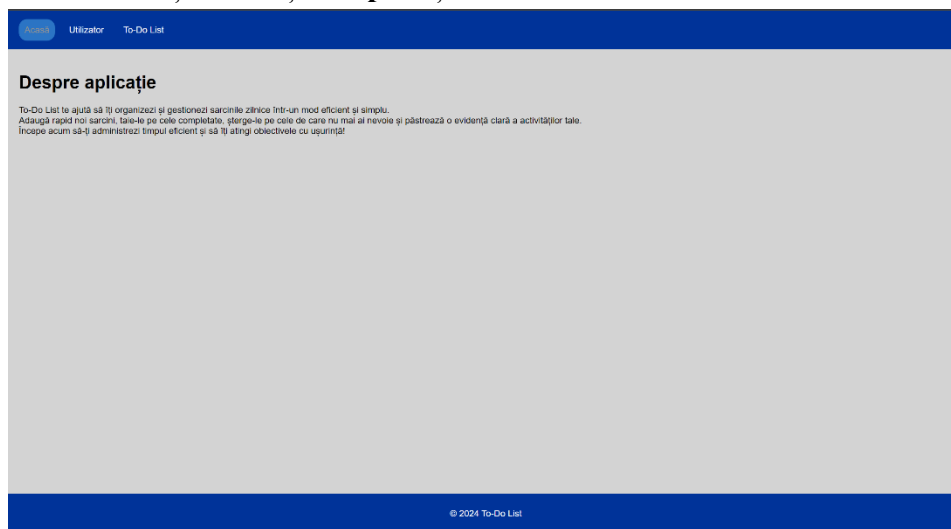 Acasă Utilizator To-Do List
Despre aplicație
To-Do List te ajută să îți organizezi și gestionezi sarcinile zilnice într-un mod eficient și simplu.
Adaugă rapid noi sarcini, taie-le pe cele completate, șterge-le pe cele de care nu mai ai nevoie și păstrează o evidență clară a activităților tale.
Începe acum să-ți administrezi timpul eficient și să îți atingi obiectivele cu ușurință!
© 2024 To-Do List